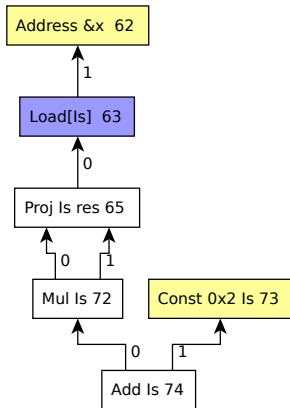 Address &x  62
1
Load[Is]  63
0
Proj Is res 65
0
1
Mul Is 72
Const 0x2 Is 73
0
1
Add Is 74